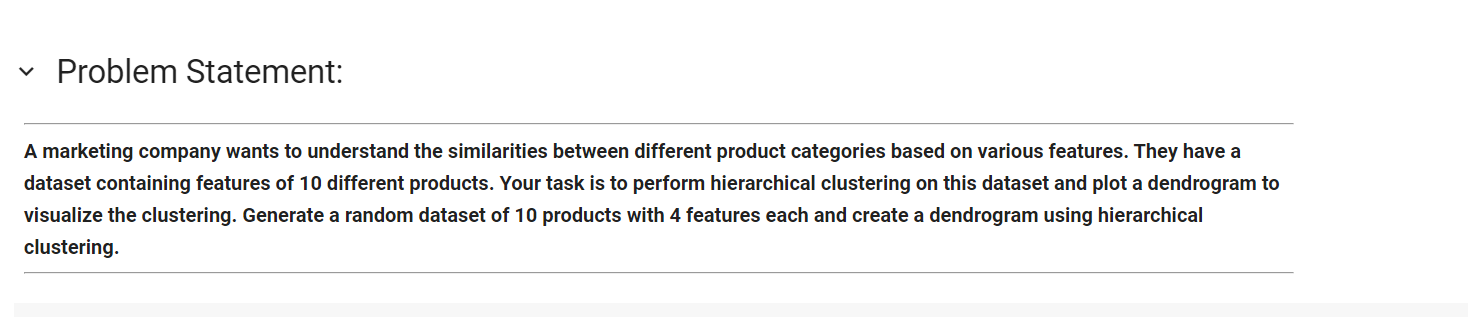 Problem Statement:
A marketing company wants to understand the similarities between different product categories based on various features. They have a
dataset containing features of 10 different products. Your task is to perform hierarchical clustering on this dataset and plot a dendrogram to
visualize the clustering. Generate a random dataset of 10 products with 4 features each and create a dendrogram using hierarchical
clustering.